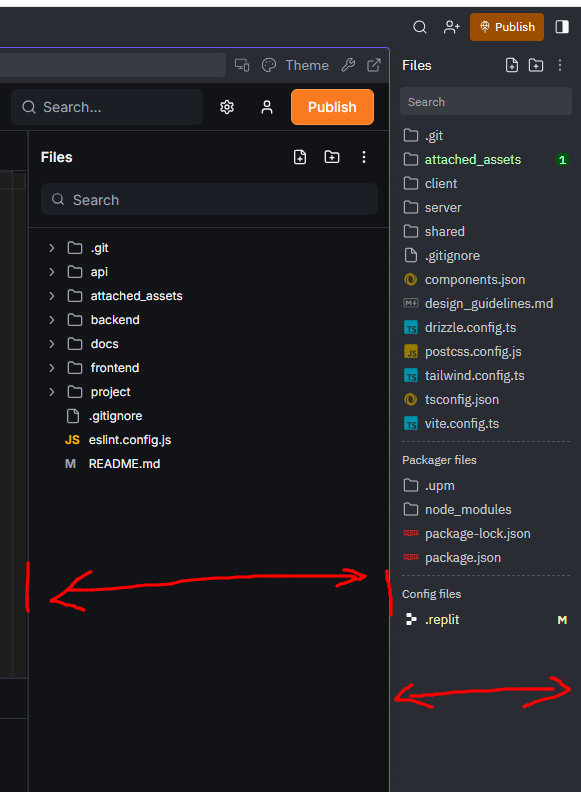 Publish
Theme
Search...
Publish
Files
Search
.git
api
attached_assets
backend
docs
frontend
project
.gitignore
JS eslint.config.js
M README.md
Files
Search
.git
attached_assets 1
client
server
shared
.gitignore
components.json
M↓ design_guidelines.md
TS drizzle.config.ts
JS postcss.config.js
TS tailwind.config.ts
tsconfig.json
TS vite.config.ts
Packager files
.upm
node_modules
package-lock.json
package.json
Config files
.replit M